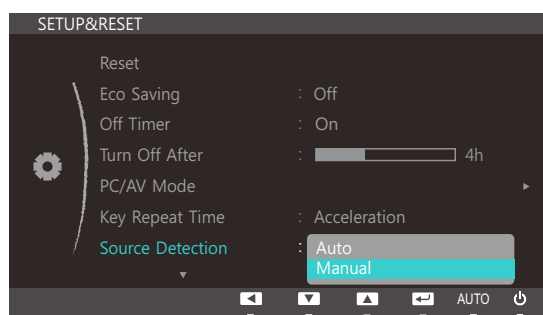 SETUP&RESET
Reset
Eco Saving : Off
Off Timer : On
Turn Off After : 4h
PC/AV Mode
Key Repeat Time : Acceleration
Source Detection : Auto
Manual
AUTO